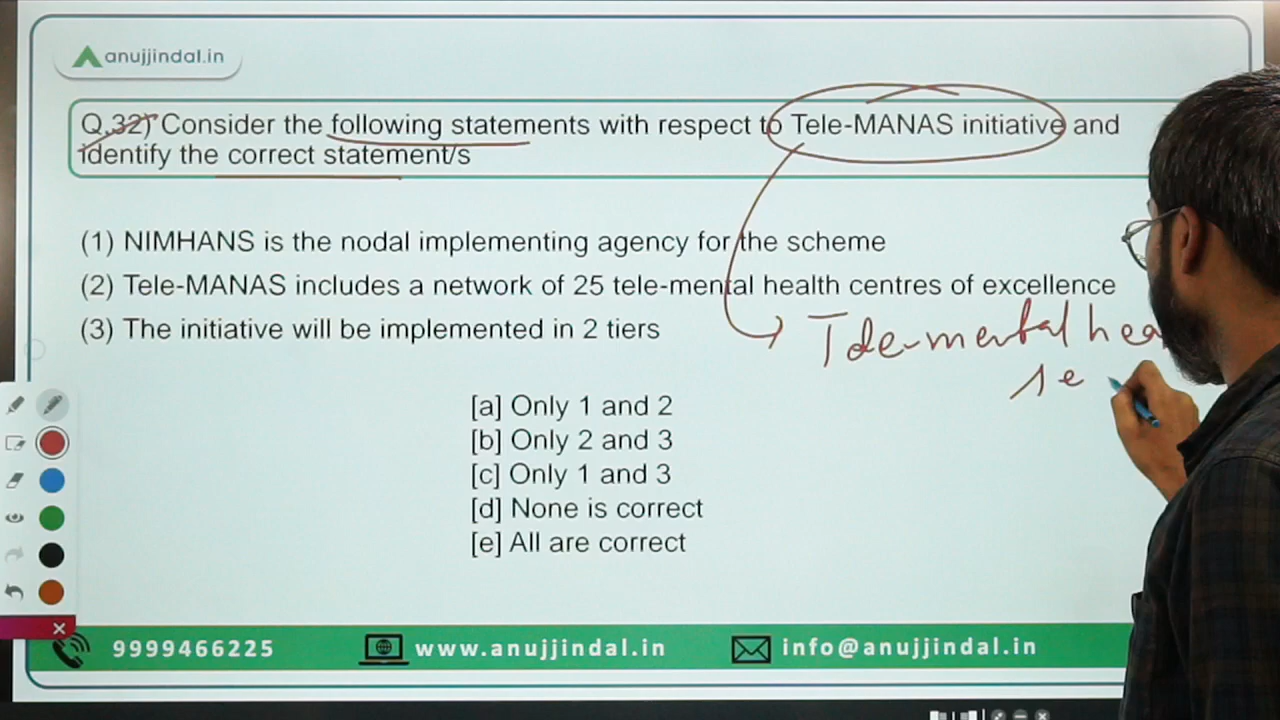 anujjindal.in
Q.32) Consider the following statements with respect to Tele-MANAS initiative and
identify the correct statement/s
(1) NIMHANS is the nodal implementing agency for the scheme
(2) Tele-MANAS includes a network of 25 tele-mental health centres of excellence
(3) The initiative will be implemented in 2 tiers
Tele-mental hea
se
[a] Only 1 and 2
[b] Only 2 and 3
[c] Only 1 and 3
[d] None is correct
[e] All are correct
9999466225 www.anujjindal.in info@anujjindal.in